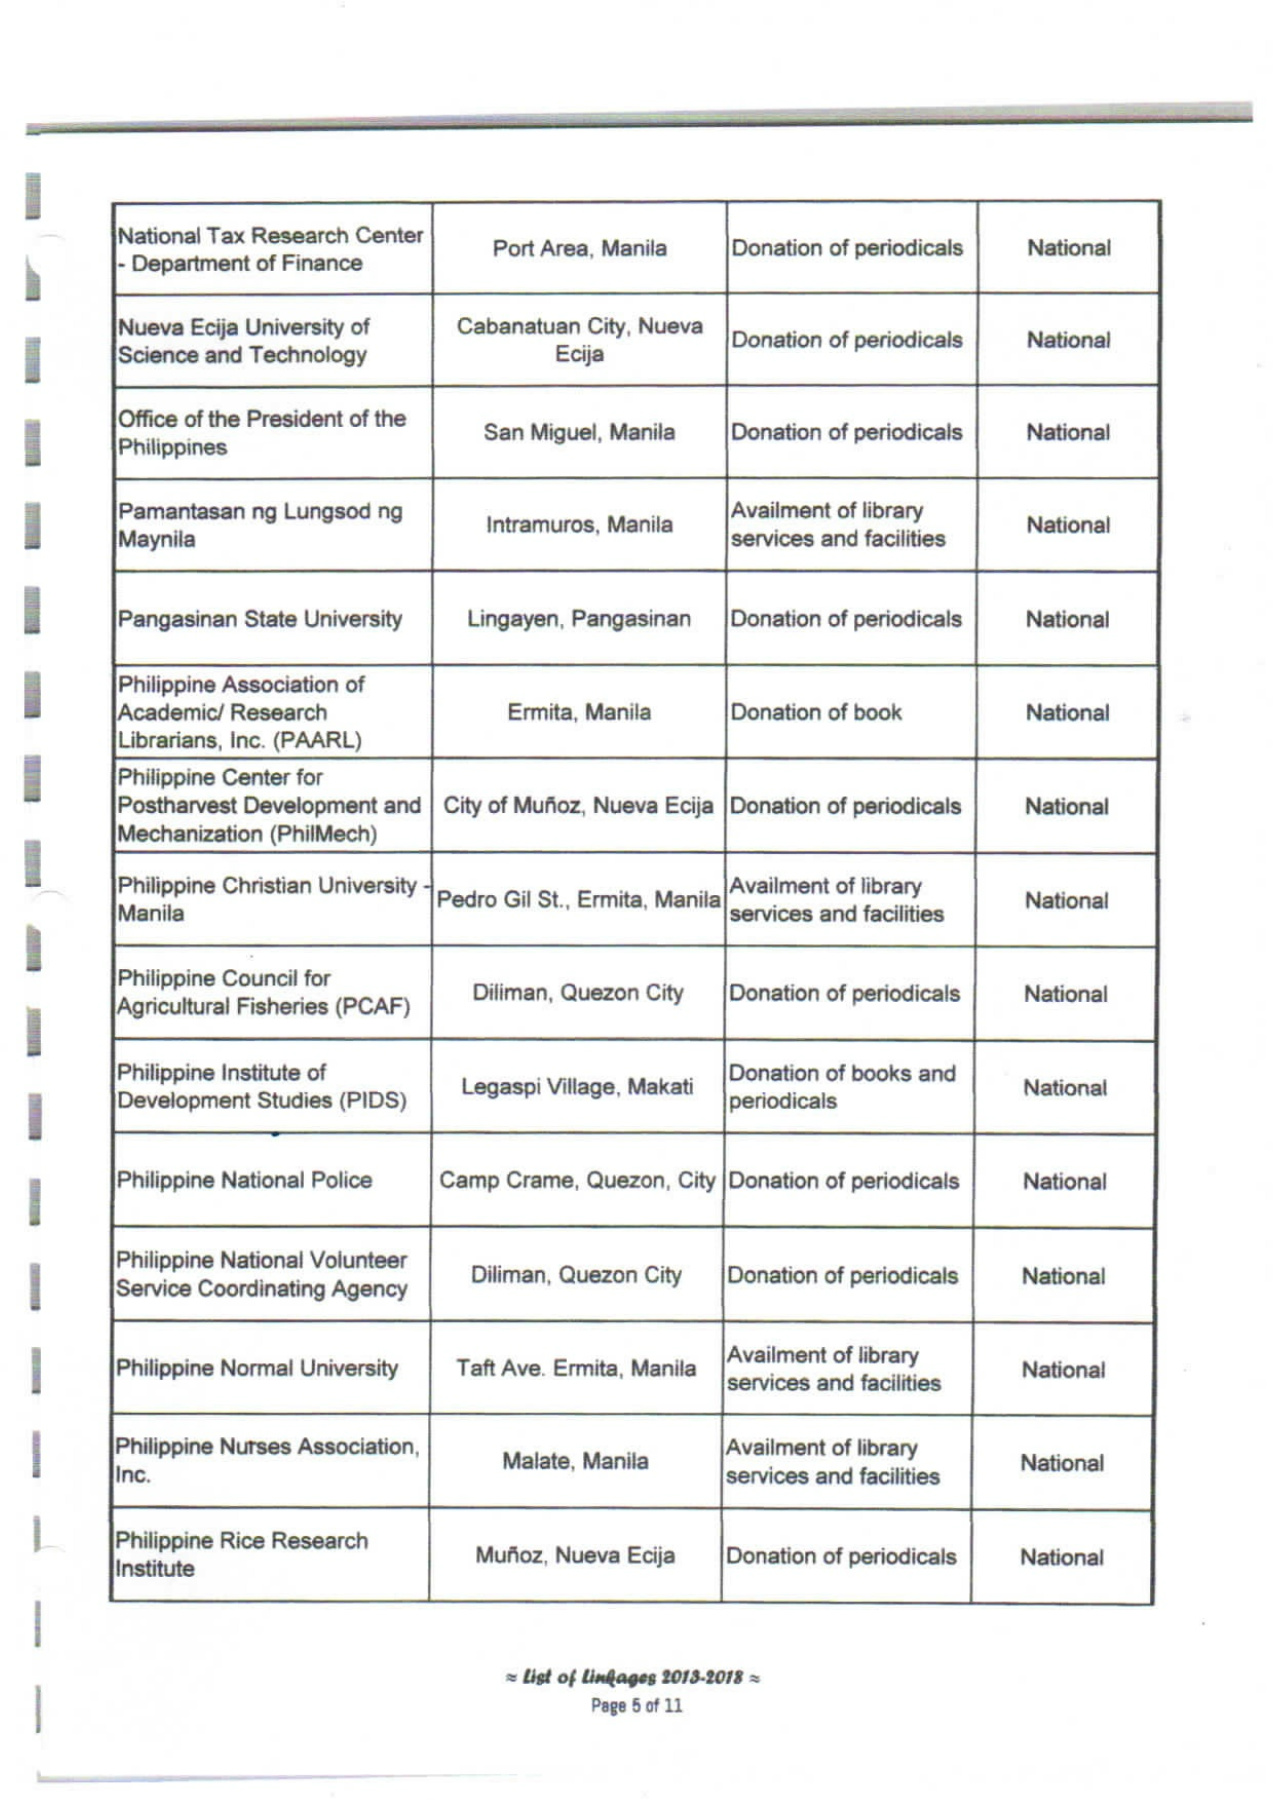 National Tax Research Center
- Department of Finance
Port Area, Manila
Donation of periodicals
National
Nueva Ecija University of
Science and Technology
Cabanatuan City, Nueva
Ecija
Donation of periodicals
National
Office of the President of the
Philippines
San Miguel, Manila
Donation of periodicals
National
Pamantasan ng Lungsod ng
Maynila
Intramuros, Manila
Availment of library
services and facilities
National
Pangasinan State University
Lingayen, Pangasinan
Donation of periodicals
National
Philippine Association of
Academic/ Research
Librarians, Inc. (PAARL)
Ermita, Manila
Donation of book
National
Philippine Center for
Postharvest Development and
Mechanization (PhilMech)
City of Muñoz, Nueva Ecija
Donation of periodicals
National
Philippine Christian University -
Manila
Pedro Gil St., Ermita, Manila
Availment of library
services and facilities
National
Philippine Council for
Agricultural Fisheries (PCAF)
Diliman, Quezon City
Donation of periodicals
National
Philippine Institute of
Development Studies (PIDS)
Legaspi Village, Makati
Donation of books and
periodicals
National
Philippine National Police
Camp Crame, Quezon, City
Donation of periodicals
National
Philippine National Volunteer
Service Coordinating Agency
Diliman, Quezon City
Donation of periodicals
National
Philippine Normal University
Taft Ave. Ermita, Manila
Availment of library
services and facilities
National
Philippine Nurses Association,
Inc.
Malate, Manila
Availment of library
services and facilities
National
Philippine Rice Research
Institute
Muñoz, Nueva Ecija
Donation of periodicals
National
≈ List of Linkages 2013-2018 ≈
Page 5 of 11